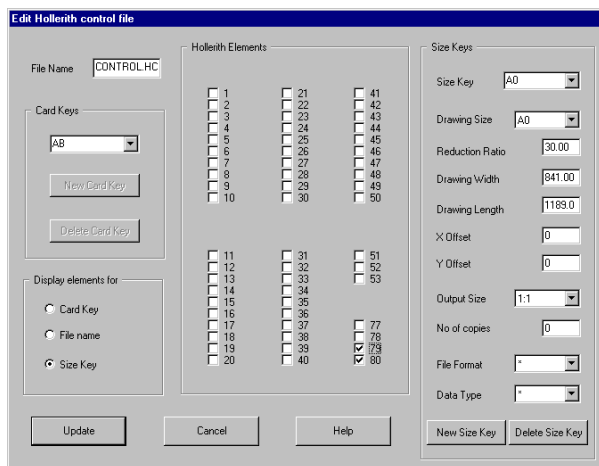 Edit Hollerith control file
File Name CONTROL.HC
Card Keys
AB
New Card Key
Delete Card Key
Display elements for
Card Key
File name
Size Key
Hollerith Elements
1 21 41
2 22 42
3 23 43
4 24 44
5 25 45
6 26 46
7 27 47
8 28 48
9 29 49
10 30 50
11 31 51
12 32 52
13 33 53
14 34
15 35
16 36
17 37 77
18 38 78
19 39 79
20 40 80
Size Keys
Size Key A0
Drawing Size A0
Reduction Ratio 30.00
Drawing Width 841.00
Drawing Length 1189.0
X Offset 0
Y Offset 0
Output Size 1:1
No of copies 0
File Format *
Data Type *
New Size Key Delete Size Key
Update Cancel Help